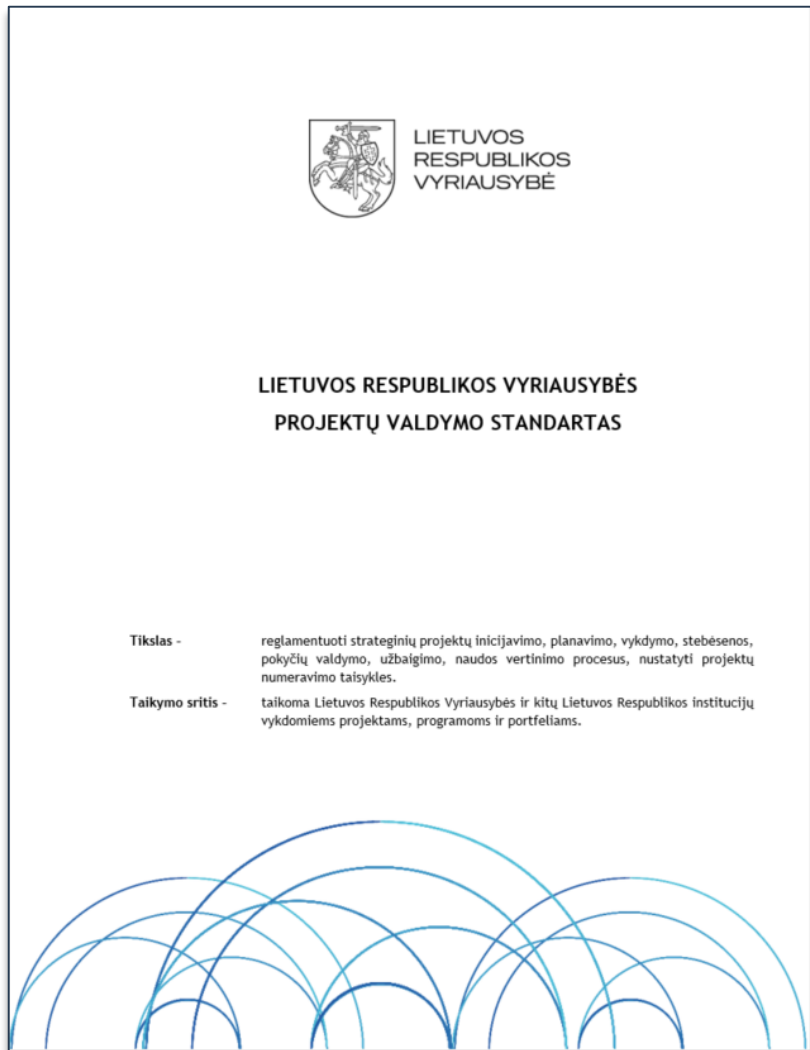 LIETUVOS
RESPUBLIKOS
VYRIAUSYBĖ
LIETUVOS RESPUBLIKOS VYRIAUSYBĖS
PROJEKTŲ VALDYMO STANDARTAS
Tikslas - reglamentuoti strateginių projektų inicijavimo, planavimo, vykdymo, stebėsenos,
pokyčių valdymo, užbaigimo, naudos vertinimo procesus, nustatyti projektų
numeravimo taisykles.
Taikymo sritis - taikoma Lietuvos Respublikos Vyriausybės ir kitų Lietuvos Respublikos institucijų
vykdomiems projektams, programoms ir portfeliams.